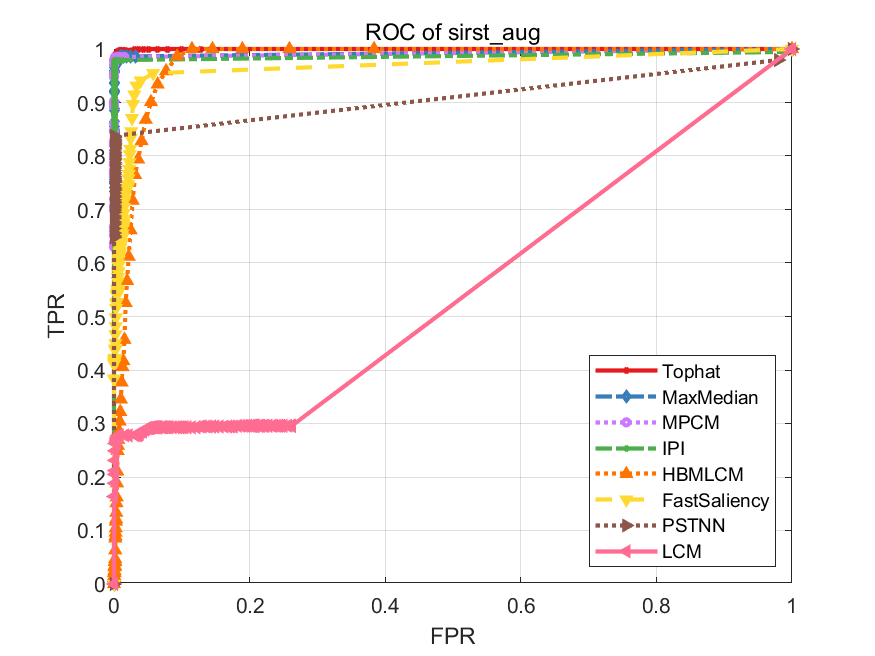 ROC of sirst_aug
1
0.9
0.8
0.7
0.6
0.5
0.4
0.3
0.2
0.1
0
TPR
0 0.2 0.4 0.6 0.8 1
FPR
Tophat
MaxMedian
MPCM
IPI
HBMLCM
FastSaliency
PSTNN
LCM